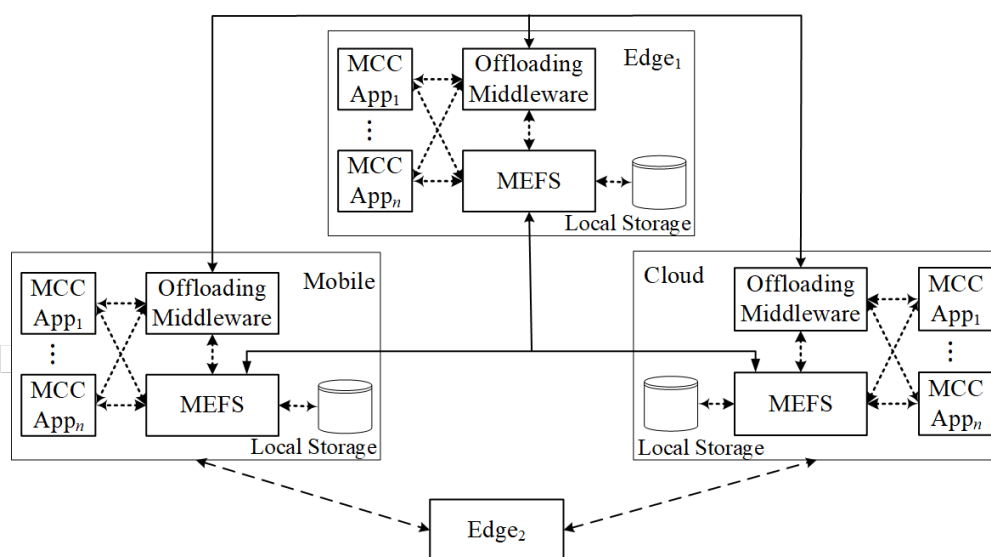 Edge₁
MCC
App₁
⋮
MCC
Appₙ
Offloading
Middleware
MEFS
Local Storage
Mobile
MCC
App₁
⋮
MCC
Appₙ
Offloading
Middleware
MEFS
Local Storage
Cloud
Offloading
Middleware
MCC
App₁
⋮
MCC
Appₙ
MEFS
Local Storage
Edge₂